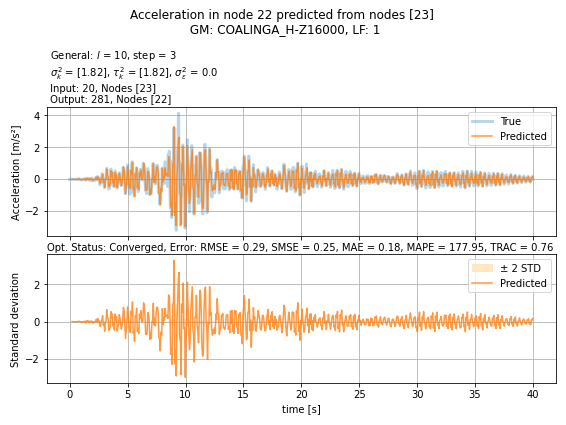 Acceleration in node 22 predicted from nodes [23]
GM: COALINGA_H-Z16000, LF: 1
General: l = 10, step = 3
σ²ₖ = [1.82], τ²ₖ = [1.82], σ²ε = 0.0
Input: 20, Nodes [23]
Output: 281, Nodes [22]
Acceleration [m/s²]
4
2
0
−2
True
Predicted
Opt. Status: Converged, Error: RMSE = 0.29, SMSE = 0.25, MAE = 0.18, MAPE = 177.95, TRAC = 0.76
Standard deviation
2
0
−2
± 2 STD
Predicted
0 5 10 15 20 25 30 35 40
time [s]